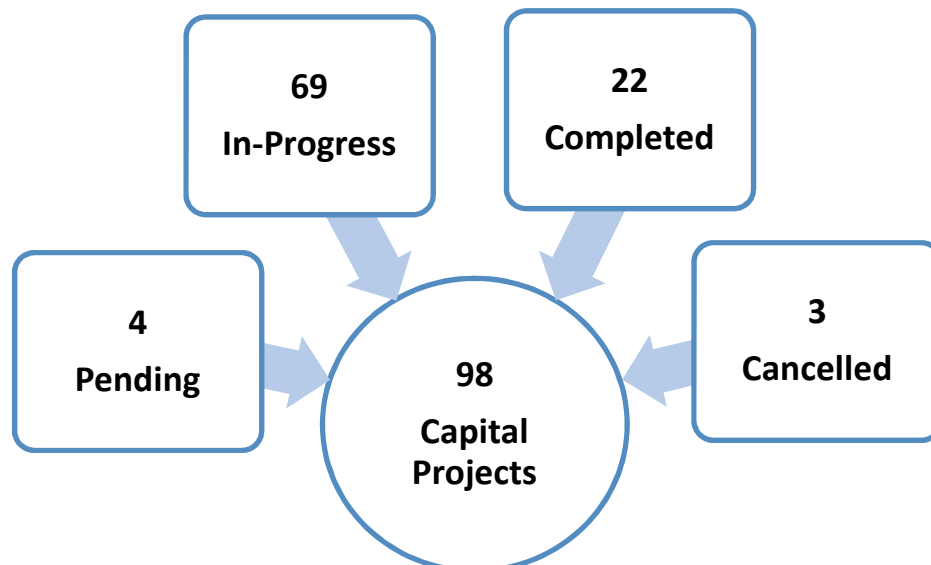 69
In-Progress
22
Completed
4
Pending
3
Cancelled
98
Capital
Projects